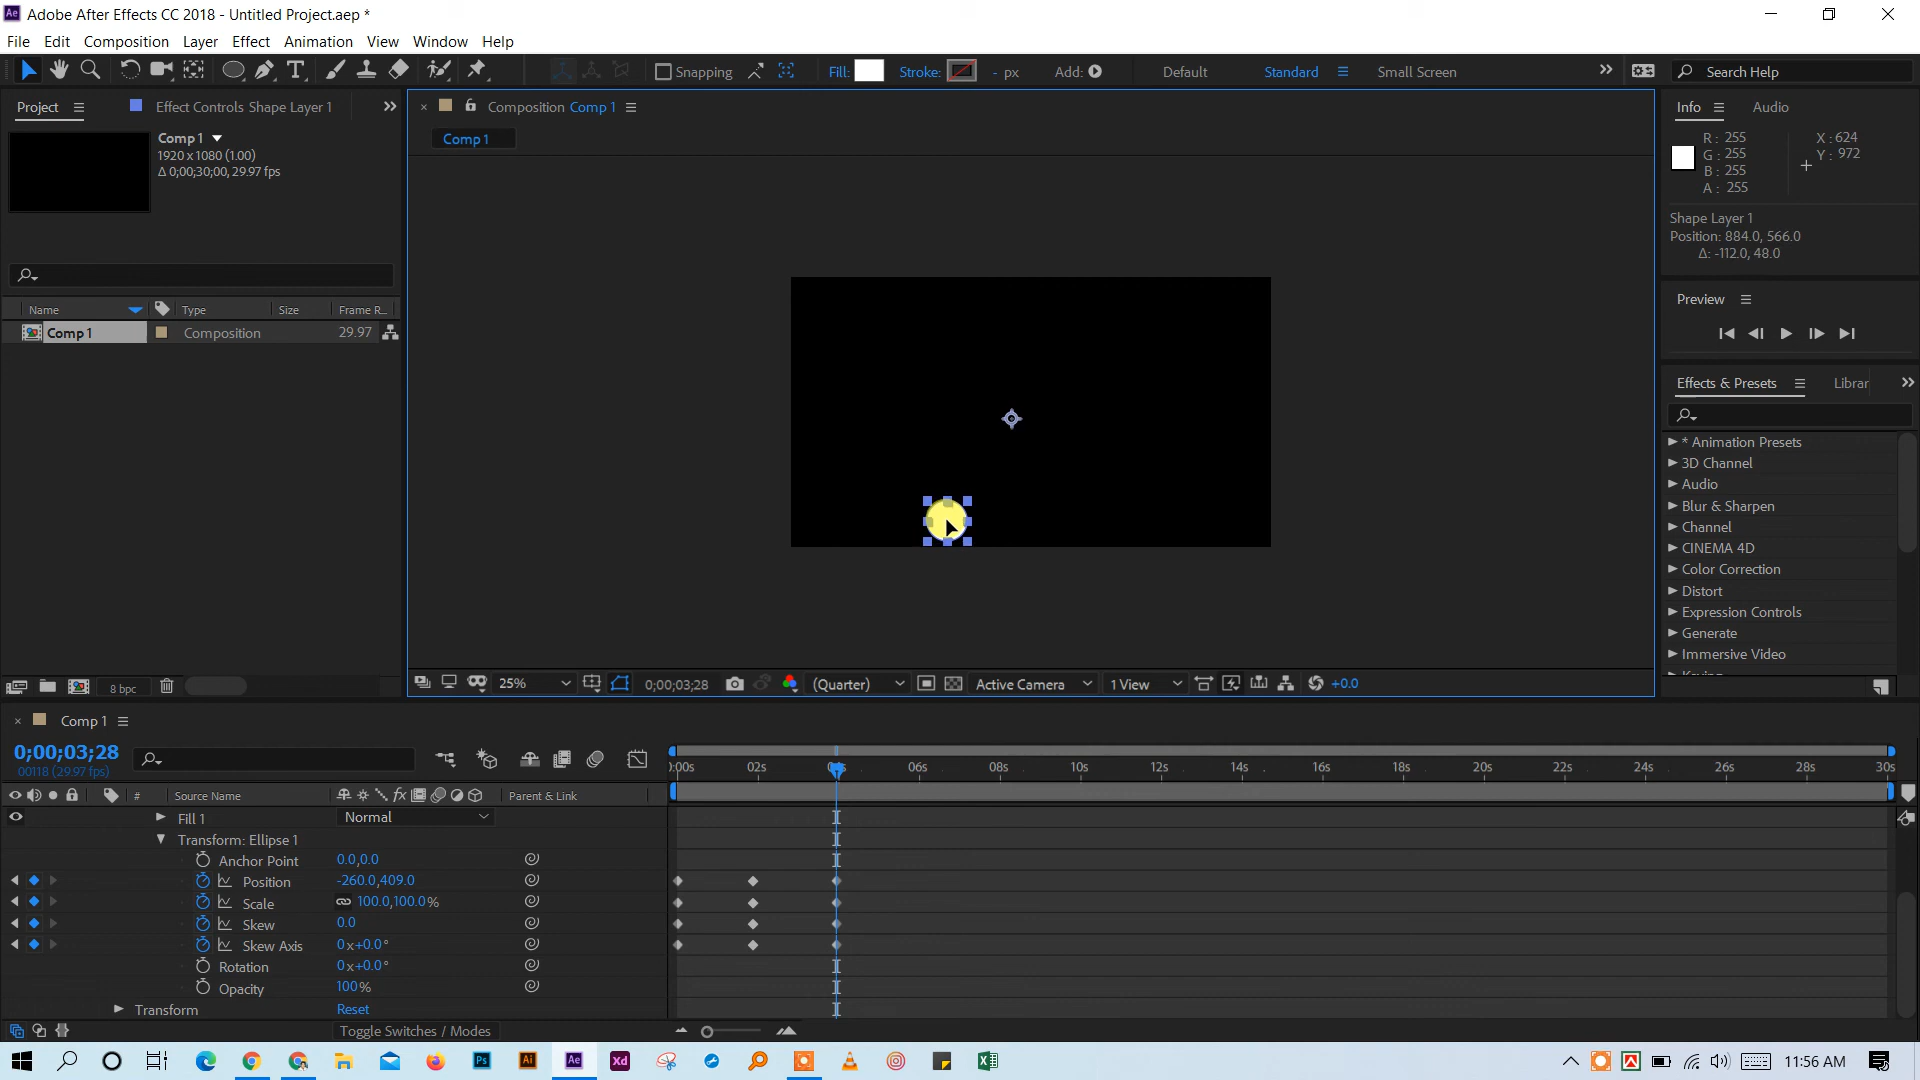 Adobe After Effects CC 2018 - Untitled Project.aep *
File Edit Composition Layer Effect Animation View Window Help
Snapping Fill: Stroke: - px Add: Default Standard Small Screen Search Help
Project Effect Controls Shape Layer 1
Composition Comp 1
Info Audio
Comp 1
1920 x 1080 (1.00)
Δ 0;00;30;00, 29.97 fps
Comp 1
R : 255
G : 255
B : 255
A : 255
X : 624
Y : 972
Shape Layer 1
Position: 884.0, 566.0
Δ: -112.0, 48.0
Preview
Name Type Size Frame R...
Comp 1 Composition 29.97
Effects & Presets Librar
* Animation Presets
3D Channel
Audio
Blur & Sharpen
Channel
CINEMA 4D
Color Correction
Distort
Expression Controls
Generate
Immersive Video
8 bpc
25% 0;00;03;28 (Quarter) Active Camera 1 View +0.0
Comp 1
0;00;03;28
00118 (29.97 fps)
):00s 02s 06s 08s 10s 12s 14s 16s 18s 20s 22s 24s 26s 28s 30s
# Source Name Parent & Link
Fill 1 Normal
Transform: Ellipse 1
Anchor Point 0.0,0.0
Position -260.0,409.0
Scale 100.0,100.0%
Skew 0.0
Skew Axis 0x+0.0°
Rotation 0x+0.0°
Opacity 100%
Transform Reset
Toggle Switches / Modes
11:56 AM